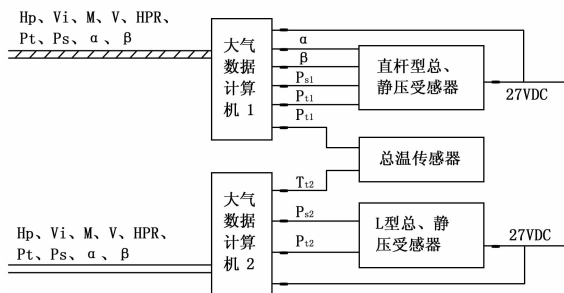 Hp、Vi、M、V、HPR、
Pt、Ps、α、β
大气
数据
计算
机 1
α
β
Ps1
Pt1
Pt1
直杆型总、
静压受感器
27VDC
总温传感器
大气
数据
计算
机 2
Tt2
Ps2
Pt2
L型总、静
压受感器
27VDC
Hp、Vi、M、V、HPR、
Pt、Ps、α、β